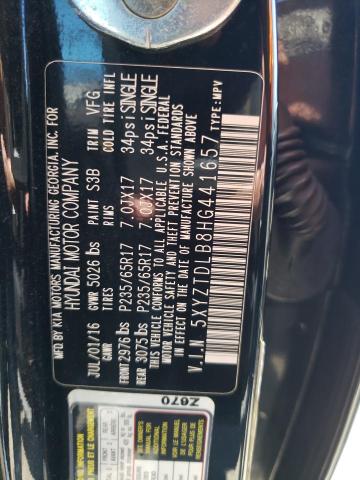 MFD BY KIA MOTORS MANUFACTURING GEORGIA, INC. FOR
HYUNDAI MOTOR COMPANY
JUL/01/16 PAINT S3B TRIM VFG
GVWR 5026 lbs TIRES RIMS COLD TIRE INFL
FRONT 2976 lbs P235/65R17 7.0JX17 34psi SINGLE
REAR 3075 lbs P235/65R17 7.0JX17 34psi SINGLE
THIS VEHICLE CONFORMS TO ALL APPLICABLE U.S.A. FEDERAL
MOTOR VEHICLE SAFETY AND THEFT PREVENTION STANDARDS
IN EFFECT ON THE DATE OF MANUFACTURE SHOWN ABOVE.
V.I.N: 5XYZTDLB8HG441657 TYPE: MPV
Z670